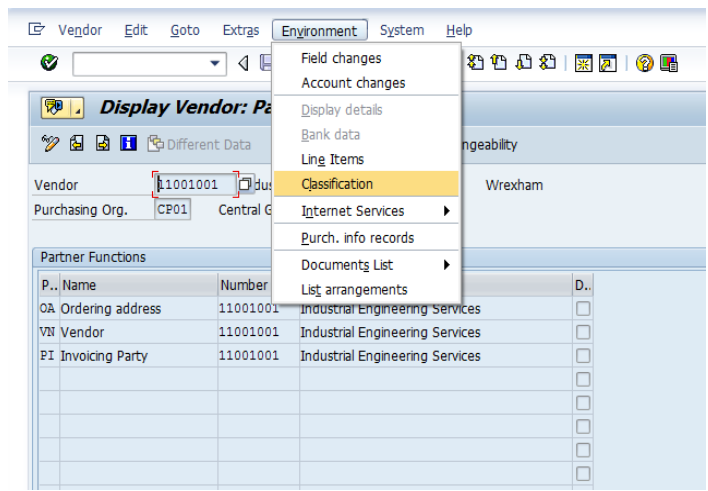 Vendor Edit Goto Extras Environment System Help
Field changes
Account changes
Display Vendor: Pa
Display details
Different Data
Bank data
ngeability
Line Items
Vendor 11001001 dus Classification Wrexham
Purchasing Org. CP01 Central G Internet Services
Purch. info records
Partner Functions
Documents List
P.. Name Number List arrangements D..
OA Ordering address 11001001 Industrial Engineering Services
VN Vendor 11001001 Industrial Engineering Services
PI Invoicing Party 11001001 Industrial Engineering Services